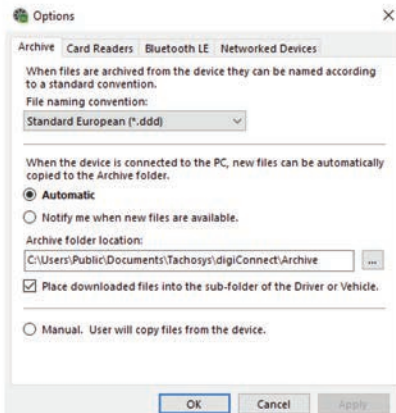 Options
Archive Card Readers Bluetooth LE Networked Devices
When files are archived from the device they can be named according
to a standard convention.
File naming convention:
Standard European (*.ddd)
When the device is connected to the PC, new files can be automatically
copied to the Archive folder.
Automatic
Notify me when new files are available.
Archive folder location:
C:\Users\Public\Documents\Tachosys\digiConnect\Archive
...
Place downloaded files into the sub-folder of the Driver or Vehicle.
Manual. User will copy files from the device.
OK Cancel Apply